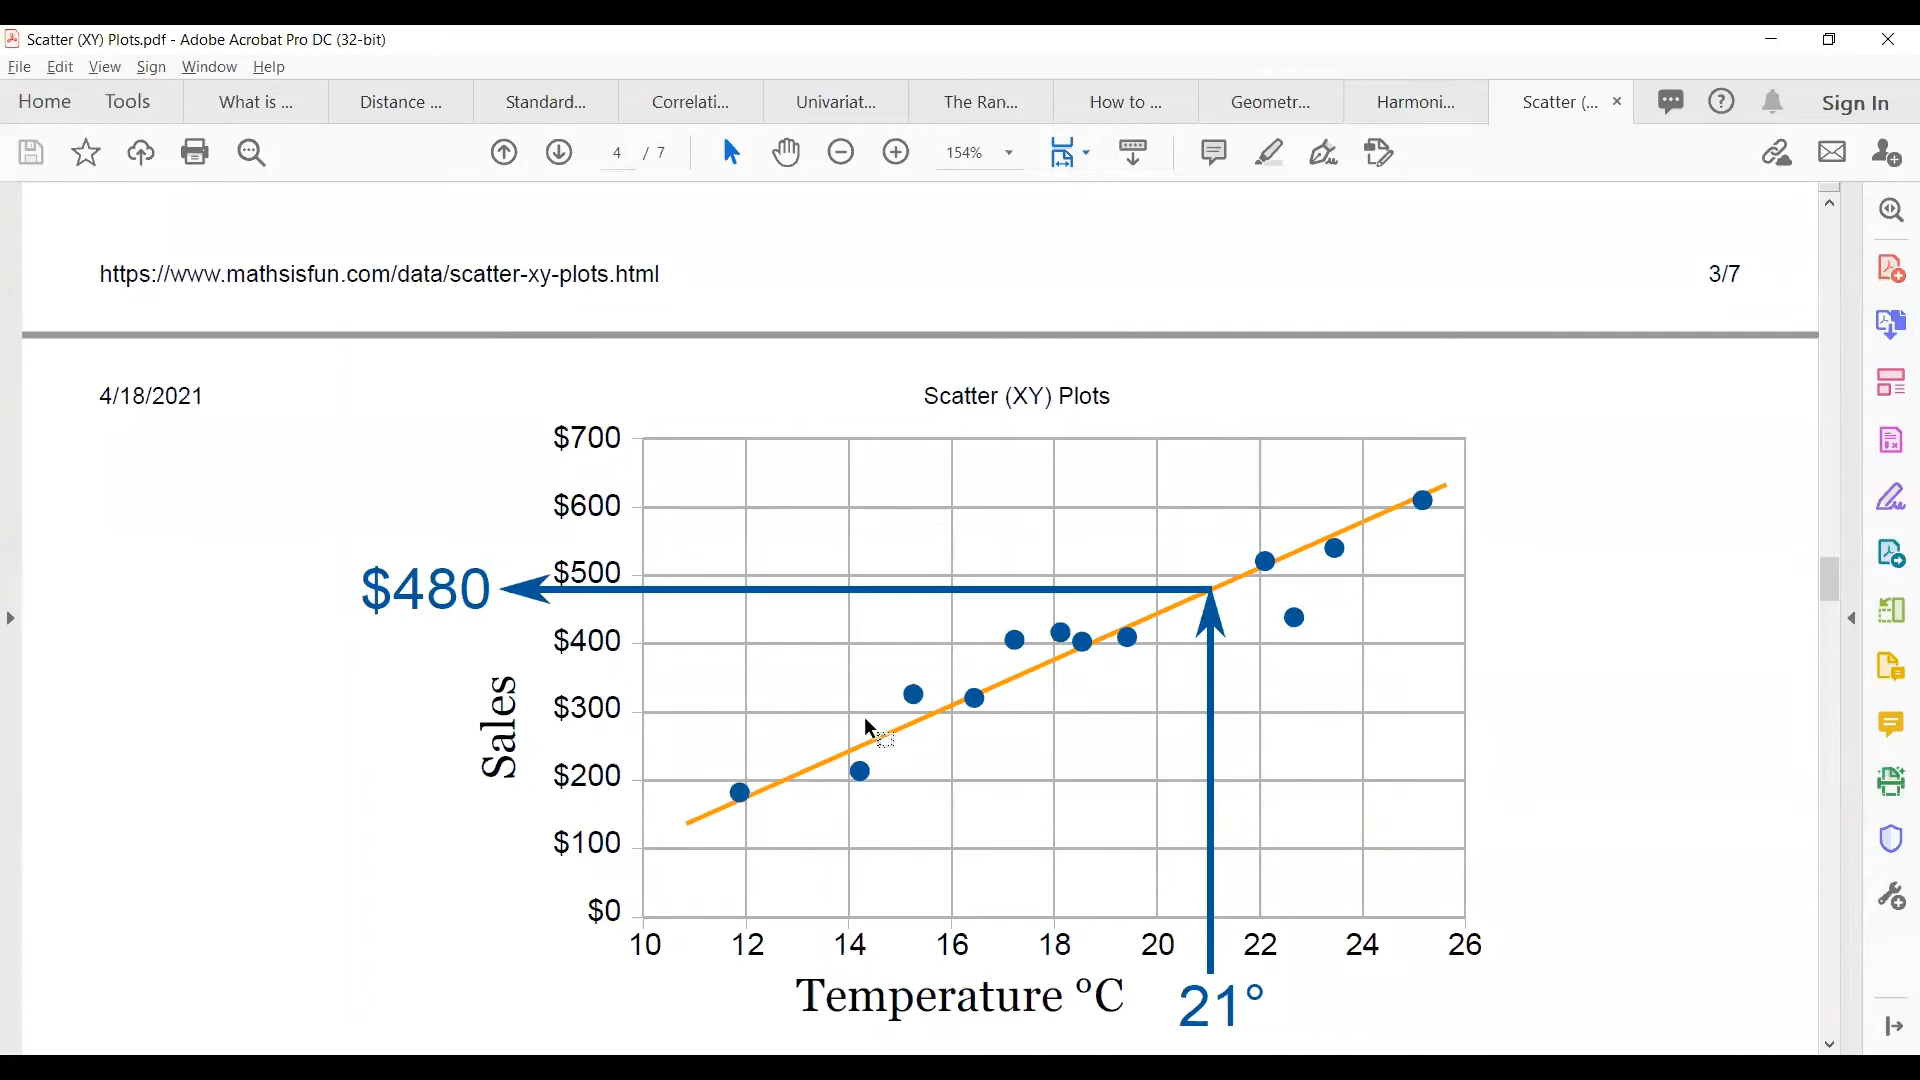 Scatter (XY) Plots.pdf - Adobe Acrobat Pro DC (32-bit)
File Edit View Sign Window Help
Home Tools What is ... Distance ... Standard... Correlati... Univariat... The Ran... How to ... Geometr... Harmoni... Scatter (... × Sign In
4 / 7 154%
https://www.mathsisfun.com/data/scatter-xy-plots.html 3/7
4/18/2021 Scatter (XY) Plots
$700
$600
$500
$480
$400
$300
$200
$100
$0
Sales
10 12 14 16 18 20 22 24 26
Temperature °C
21°